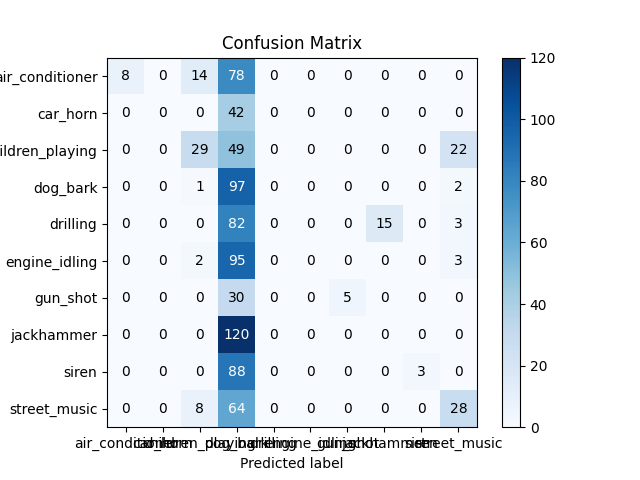 Confusion Matrix
air_conditioner 8 0 14 78 0 0 0 0 0 0
car_horn 0 0 0 42 0 0 0 0 0 0
ildren_playing 0 0 29 49 0 0 0 0 0 22
dog_bark 0 0 1 97 0 0 0 0 0 2
drilling 0 0 0 82 0 0 0 15 0 3
engine_idling 0 0 2 95 0 0 0 0 0 3
gun_shot 0 0 0 30 0 0 5 0 0 0
jackhammer 0 0 0 120 0 0 0 0 0 0
siren 0 0 0 88 0 0 0 0 3 0
street_music 0 0 8 64 0 0 0 0 0 28
street_music
Predicted label
120
100
80
60
40
20
0